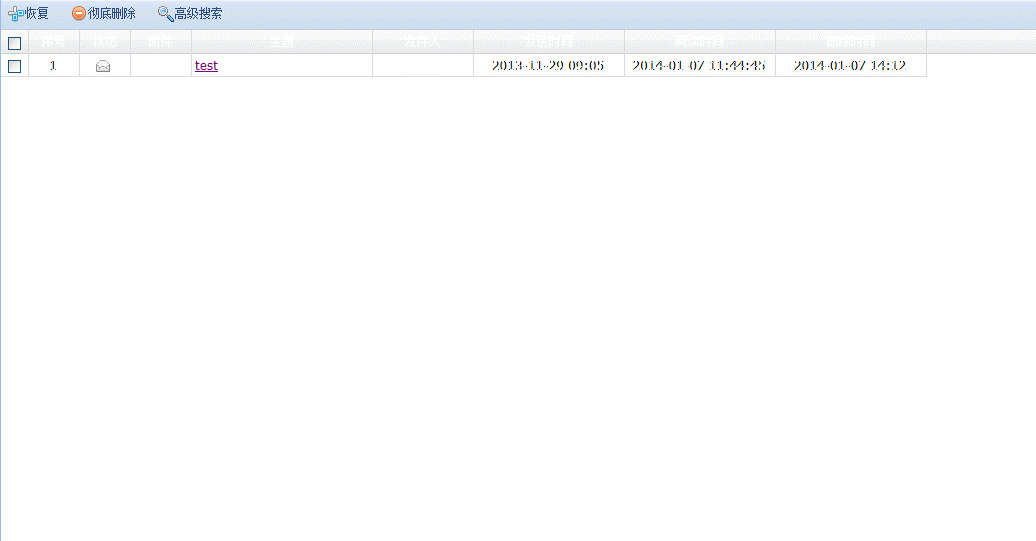 恢复 彻底删除 高级搜索
序号 状态 附件 主题 发件人 发送时间 阅读时间 删除时间
1 test 2013-11-29 09:05 2014-01-07 11:44:45 2014-01-07 14:12